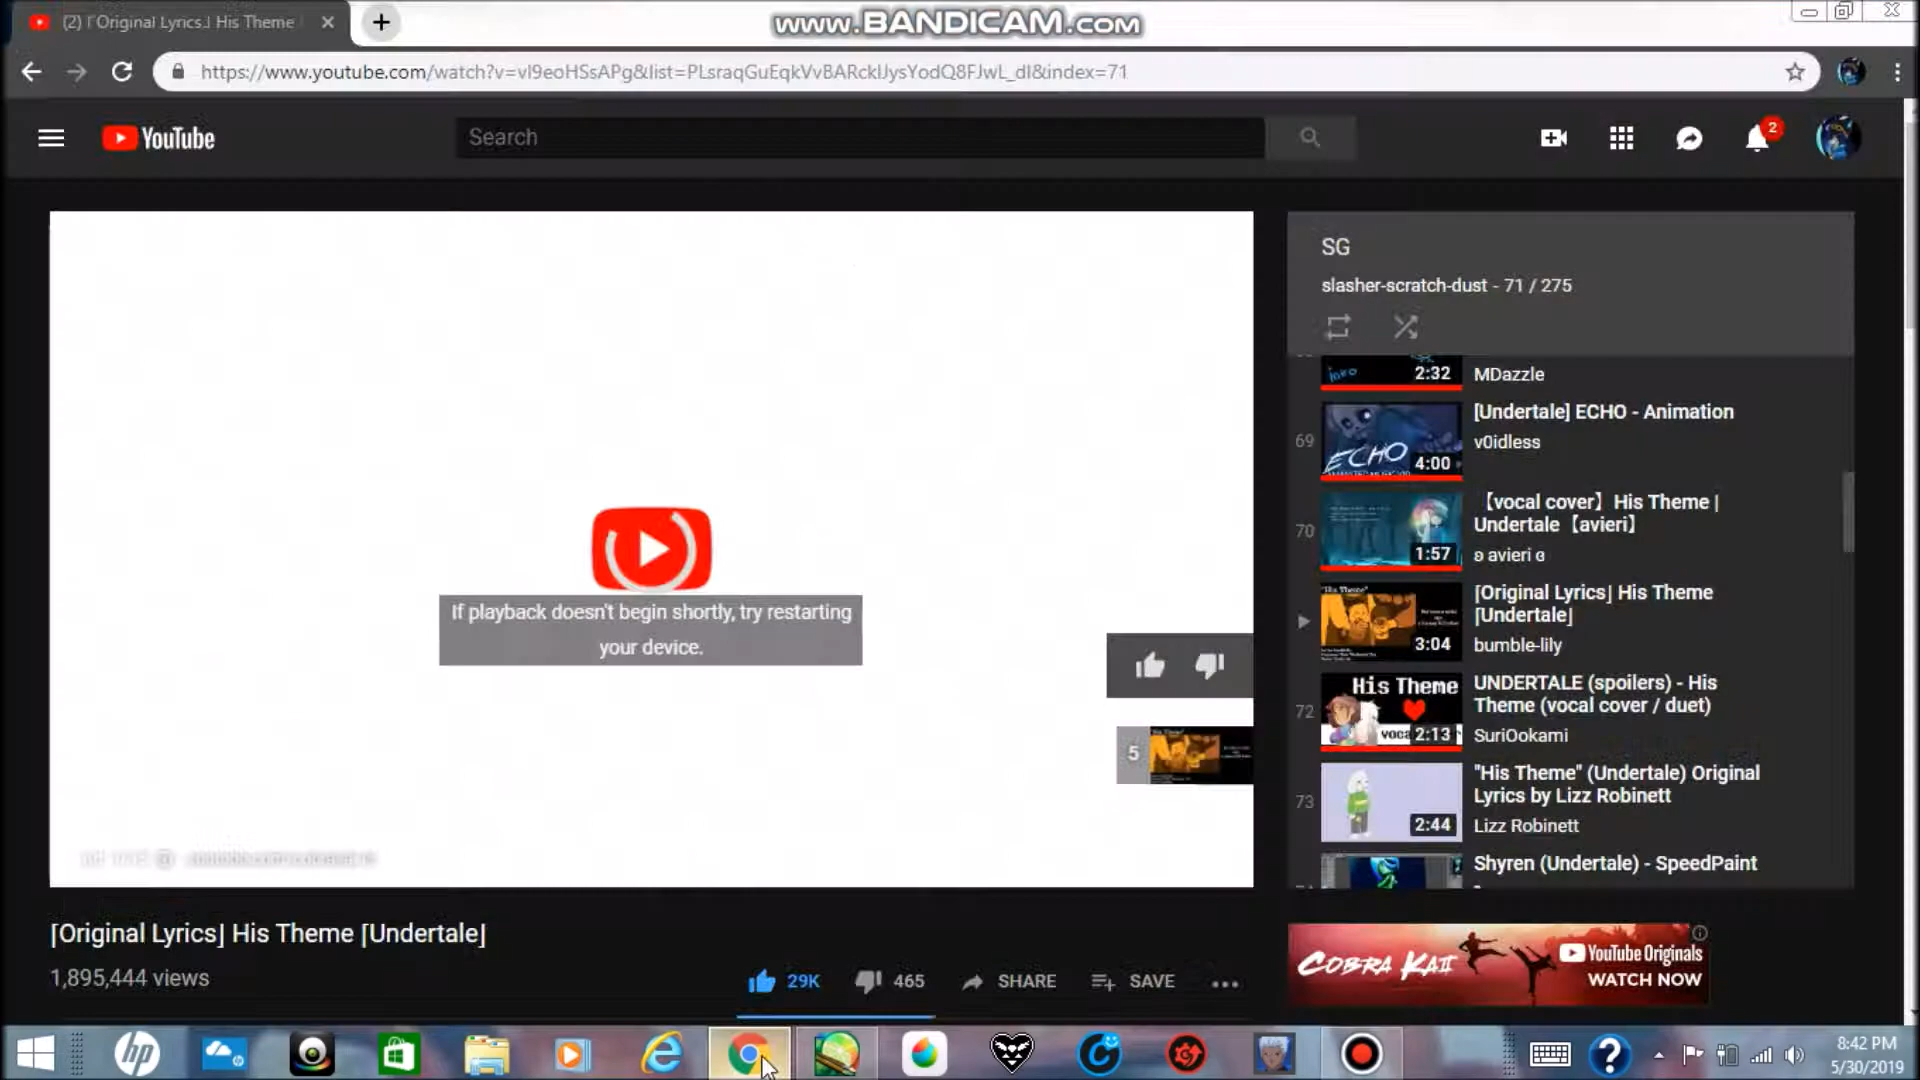 (2) ⌈Original Lyrics⌋ His Theme
www.BANDICAM.com
https://www.youtube.com/watch?v=vl9eoHSsAPg&list=PLsraqGuEqkVvBARckIJysYodQ8FJwL_dl&index=71
YouTube
Search
2
SG
slasher-scratch-dust - 71 / 275
2:32
MDazzle
69
ECHO
4:00
[Undertale] ECHO - Animation
v0idless
70
1:57
【vocal cover】His Theme |
Undertale【avieri】
ʚ avieri ɞ
"His Theme"
3:04
⌈Original Lyrics⌋ His Theme
⌈Undertale⌋
bumble-lily
72
His Theme
2:13
UNDERTALE (spoilers) - His
Theme (vocal cover / duet)
SuriOokami
73
2:44
"His Theme" (Undertale) Original
Lyrics by Lizz Robinett
Lizz Robinett
Shyren (Undertale) - SpeedPaint
If playback doesn't begin shortly, try restarting
your device.
5
⌈Original Lyrics⌋ His Theme ⌈Undertale⌋
1,895,444 views
29K
465
SHARE
SAVE
COBRA KAI
YouTube Originals
WATCH NOW
hp
8:42 PM
5/30/2019